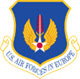 U.S. AIR FORCES IN EUROPE